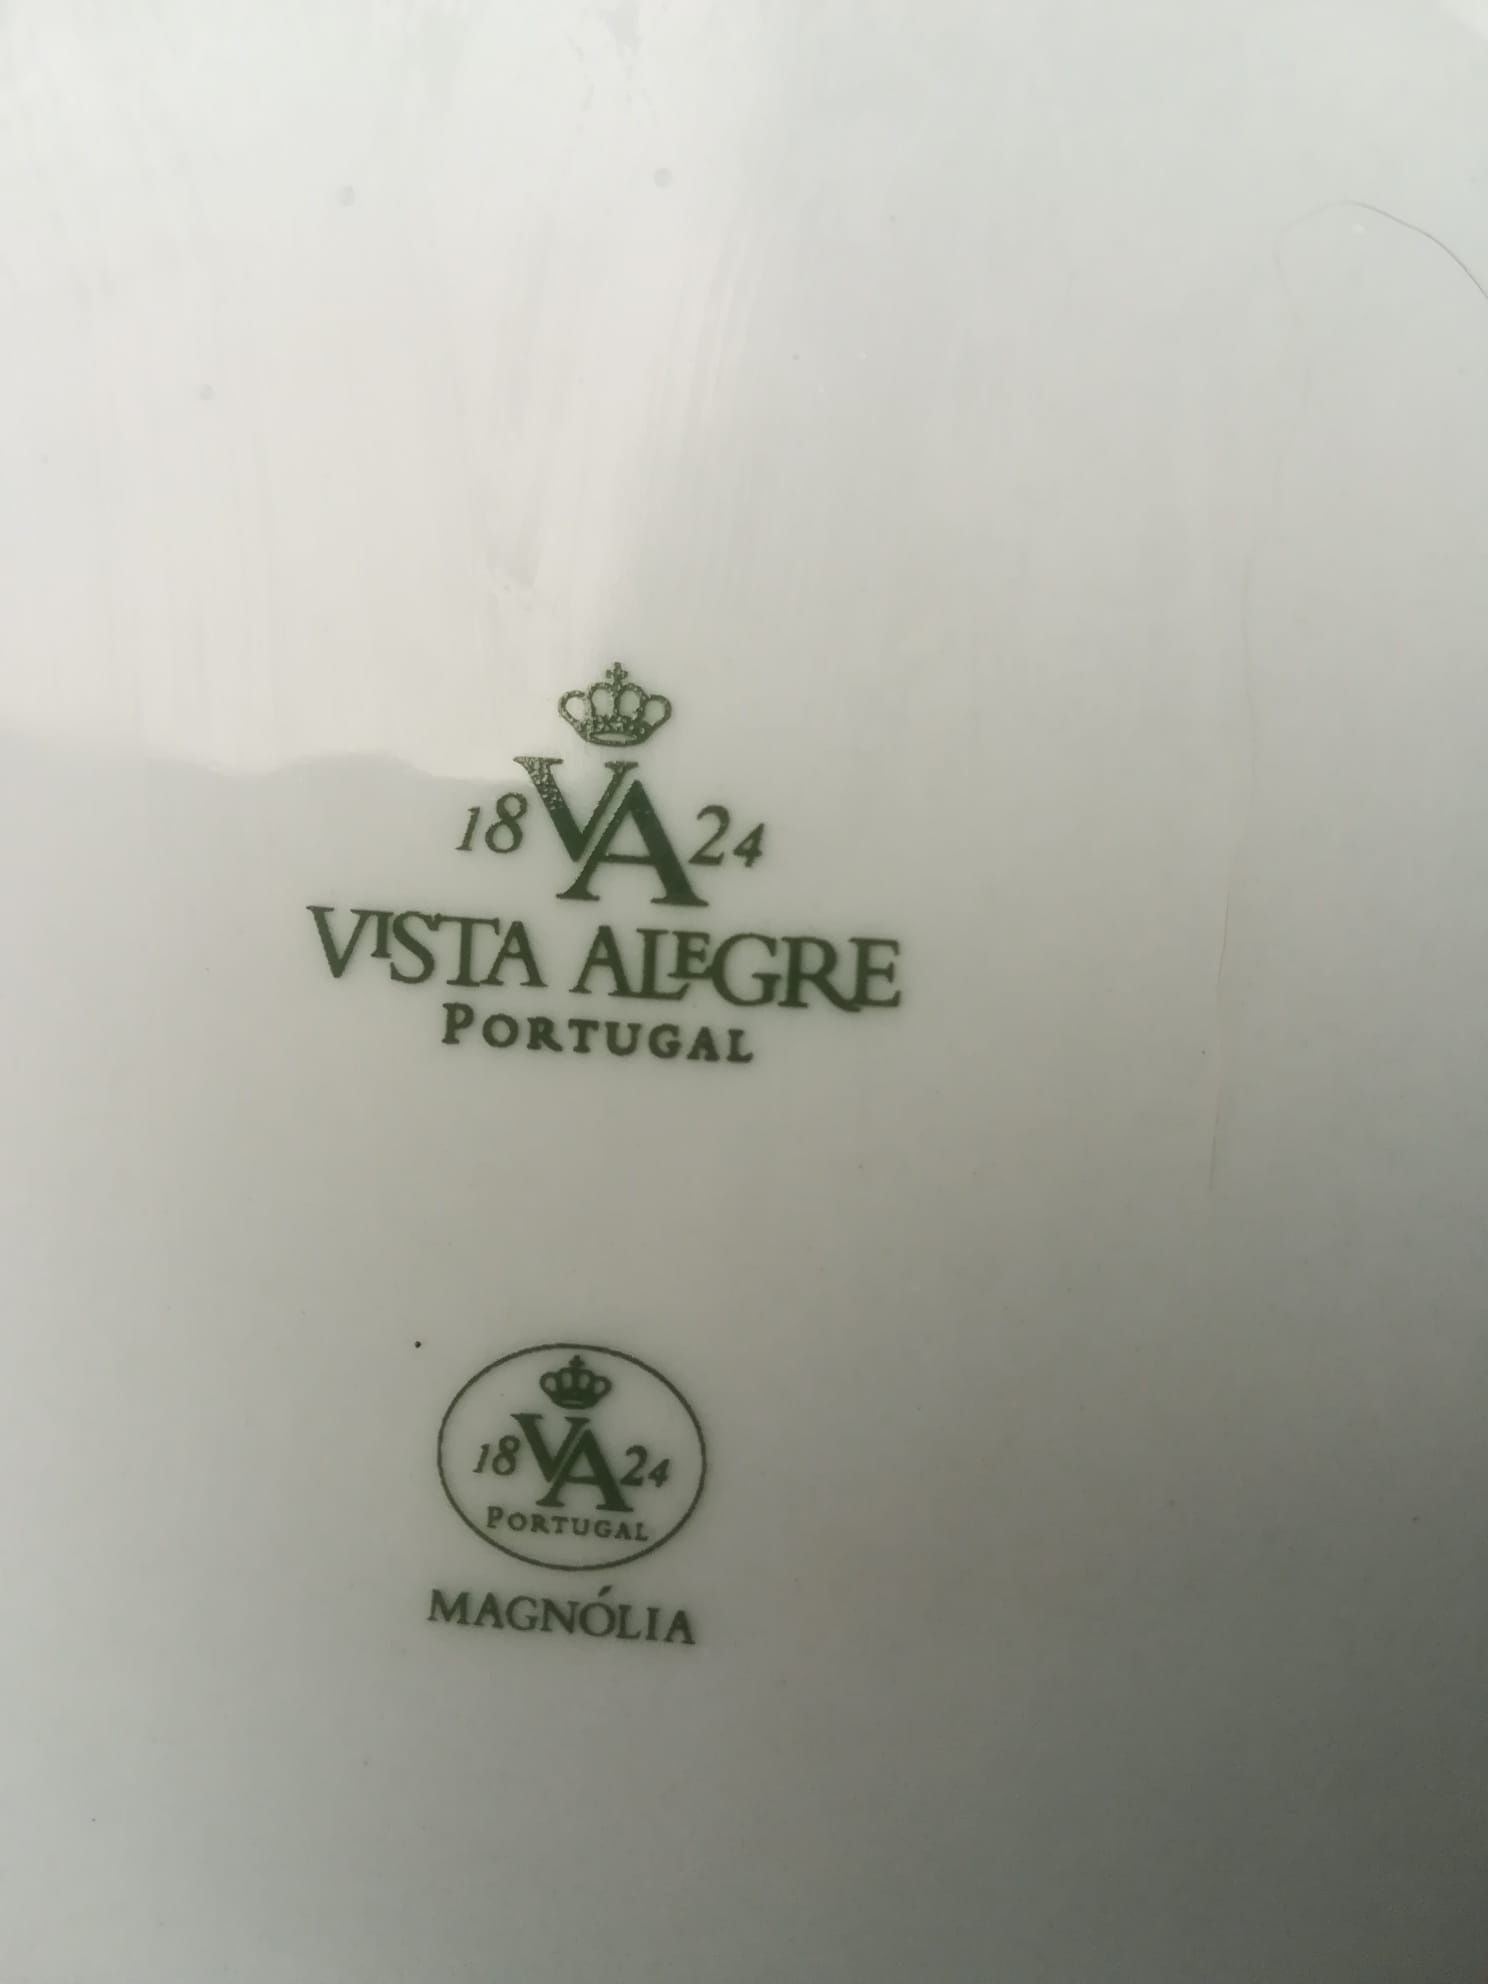 18 VA 24
VISTA ALEGRE
PORTUGAL
18 VA 24
PORTUGAL
MAGNÓLIA